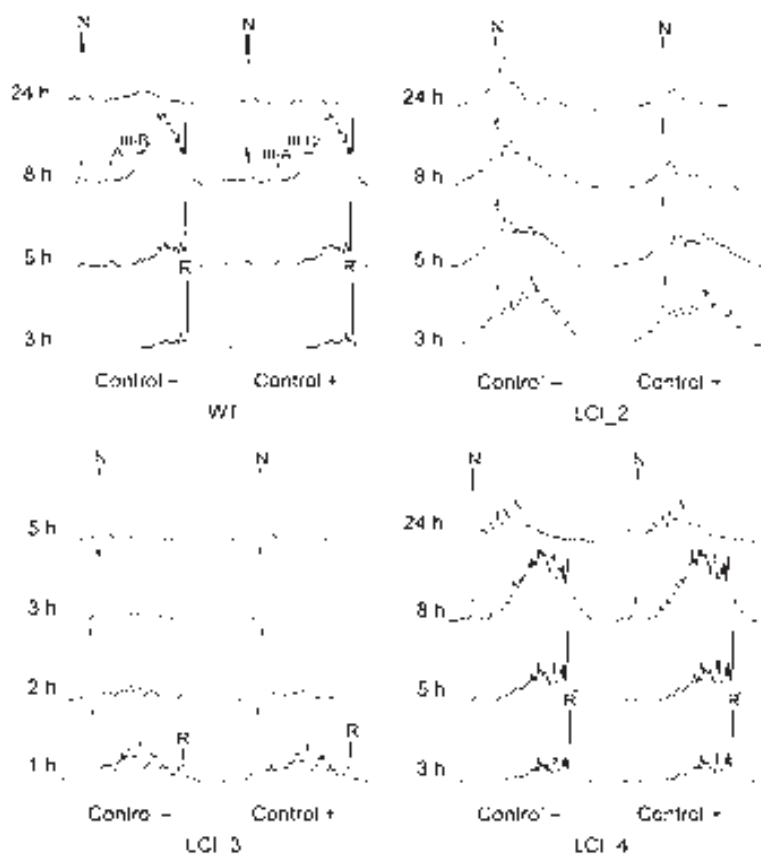 N N
24 h
8 h
5 h
R R
3 h
Control – Control +
WT
N N
24 h
8 h
5 h
3 h
Control – Control +
LCI_2
N
5 h
3 h
2 h
R R
1 h
Control – Control +
LCI_3
N
24 h
8 h
5 h
R R
3 h
Control – Control +
LCI_4